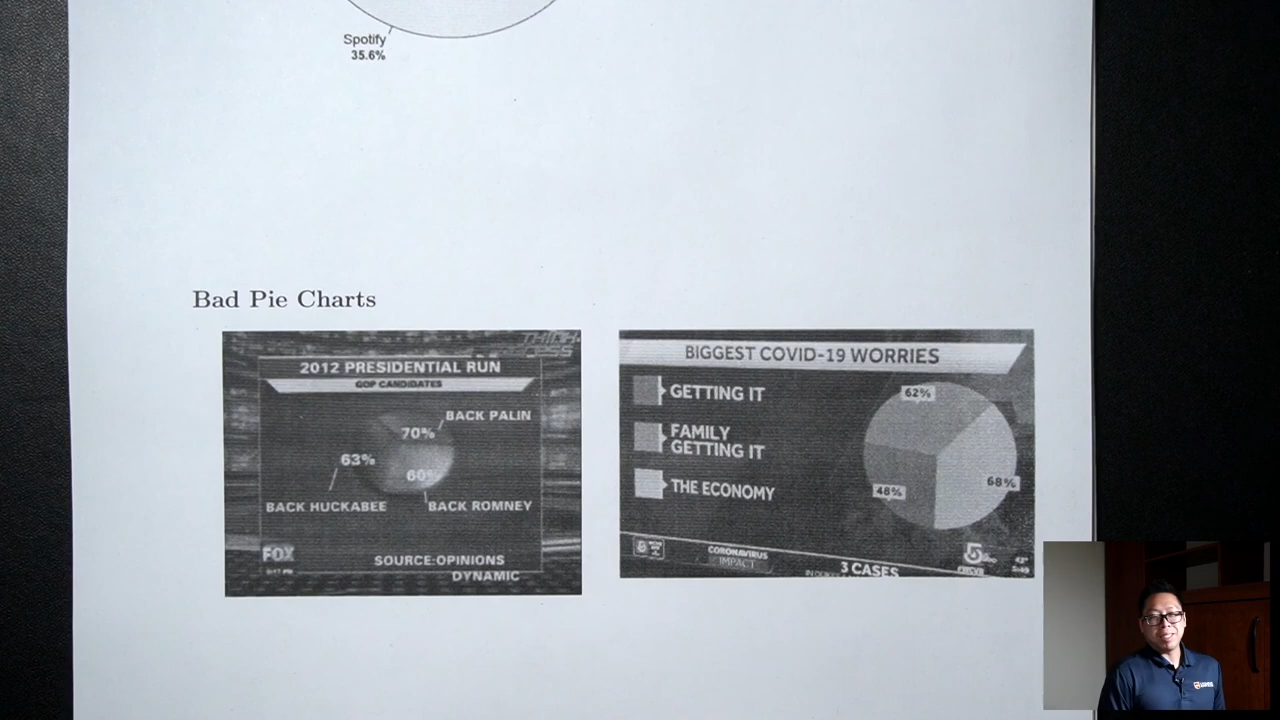 Spotify
35.6%
Bad Pie Charts
THINK
2012 PRESIDENTIAL RUN
GOP CANDIDATES
BACK PALIN
70%
63%
60%
BACK HUCKABEE
BACK ROMNEY
FOX
SOURCE:OPINIONS
DYNAMIC
BIGGEST COVID-19 WORRIES
GETTING IT
FAMILY
GETTING IT
THE ECONOMY
62%
48%
68%
CORONAVIRUS
IMPACT
3 CASES
5